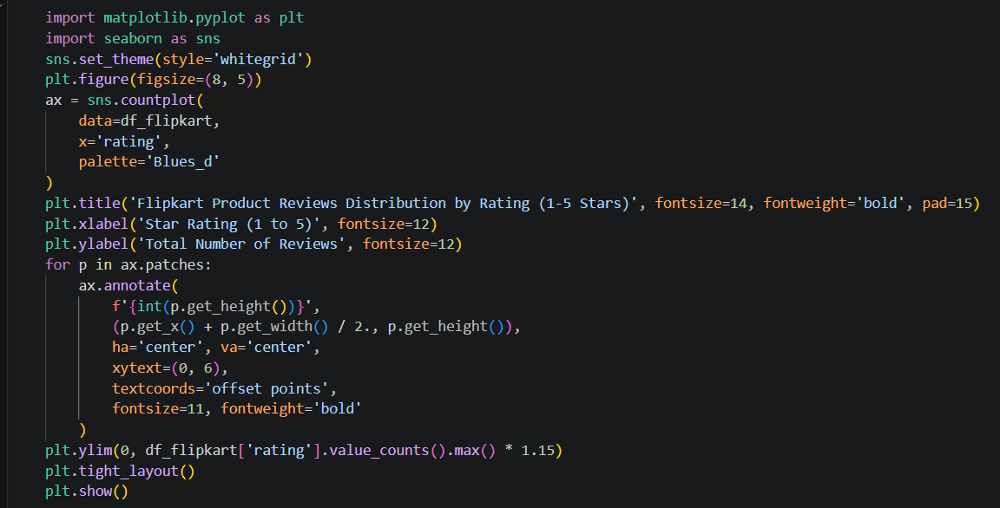 import matplotlib.pyplot as plt
import seaborn as sns
sns.set_theme(style='whitegrid')
plt.figure(figsize=(8, 5))
ax = sns.countplot(
    data=df_flipkart,
    x='rating',
    palette='Blues_d'
)
plt.title('Flipkart Product Reviews Distribution by Rating (1-5 Stars)', fontsize=14, fontweight='bold', pad=15)
plt.xlabel('Star Rating (1 to 5)', fontsize=12)
plt.ylabel('Total Number of Reviews', fontsize=12)
for p in ax.patches:
    ax.annotate(
        f'{int(p.get_height())}',
        (p.get_x() + p.get_width() / 2., p.get_height()),
        ha='center', va='center',
        xytext=(0, 6),
        textcoords='offset points',
        fontsize=11, fontweight='bold'
    )
plt.ylim(0, df_flipkart['rating'].value_counts().max() * 1.15)
plt.tight_layout()
plt.show()